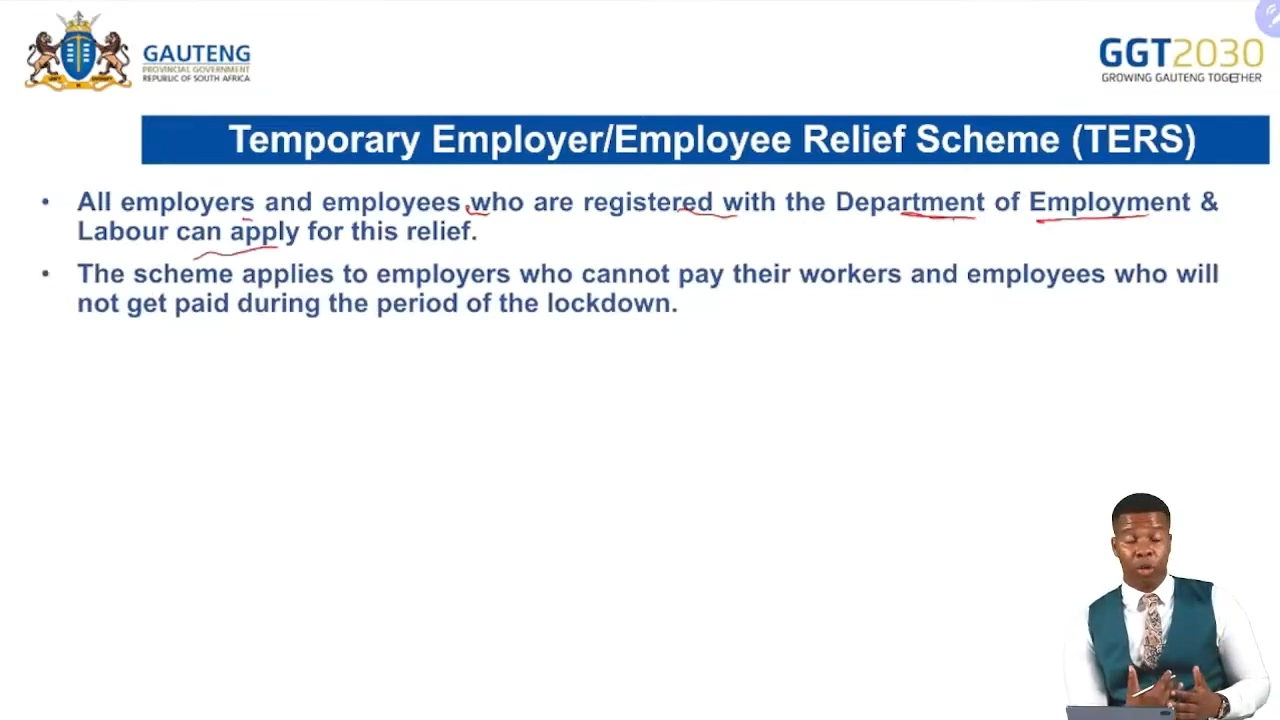 GAUTENG
PROVINCIAL GOVERNMENT
REPUBLIC OF SOUTH AFRICA
GGT2030
GROWING GAUTENG TOGETHER
Temporary Employer/Employee Relief Scheme (TERS)
• All employers and employees who are registered with the Department of Employment &
Labour can apply for this relief.
• The scheme applies to employers who cannot pay their workers and employees who will
not get paid during the period of the lockdown.